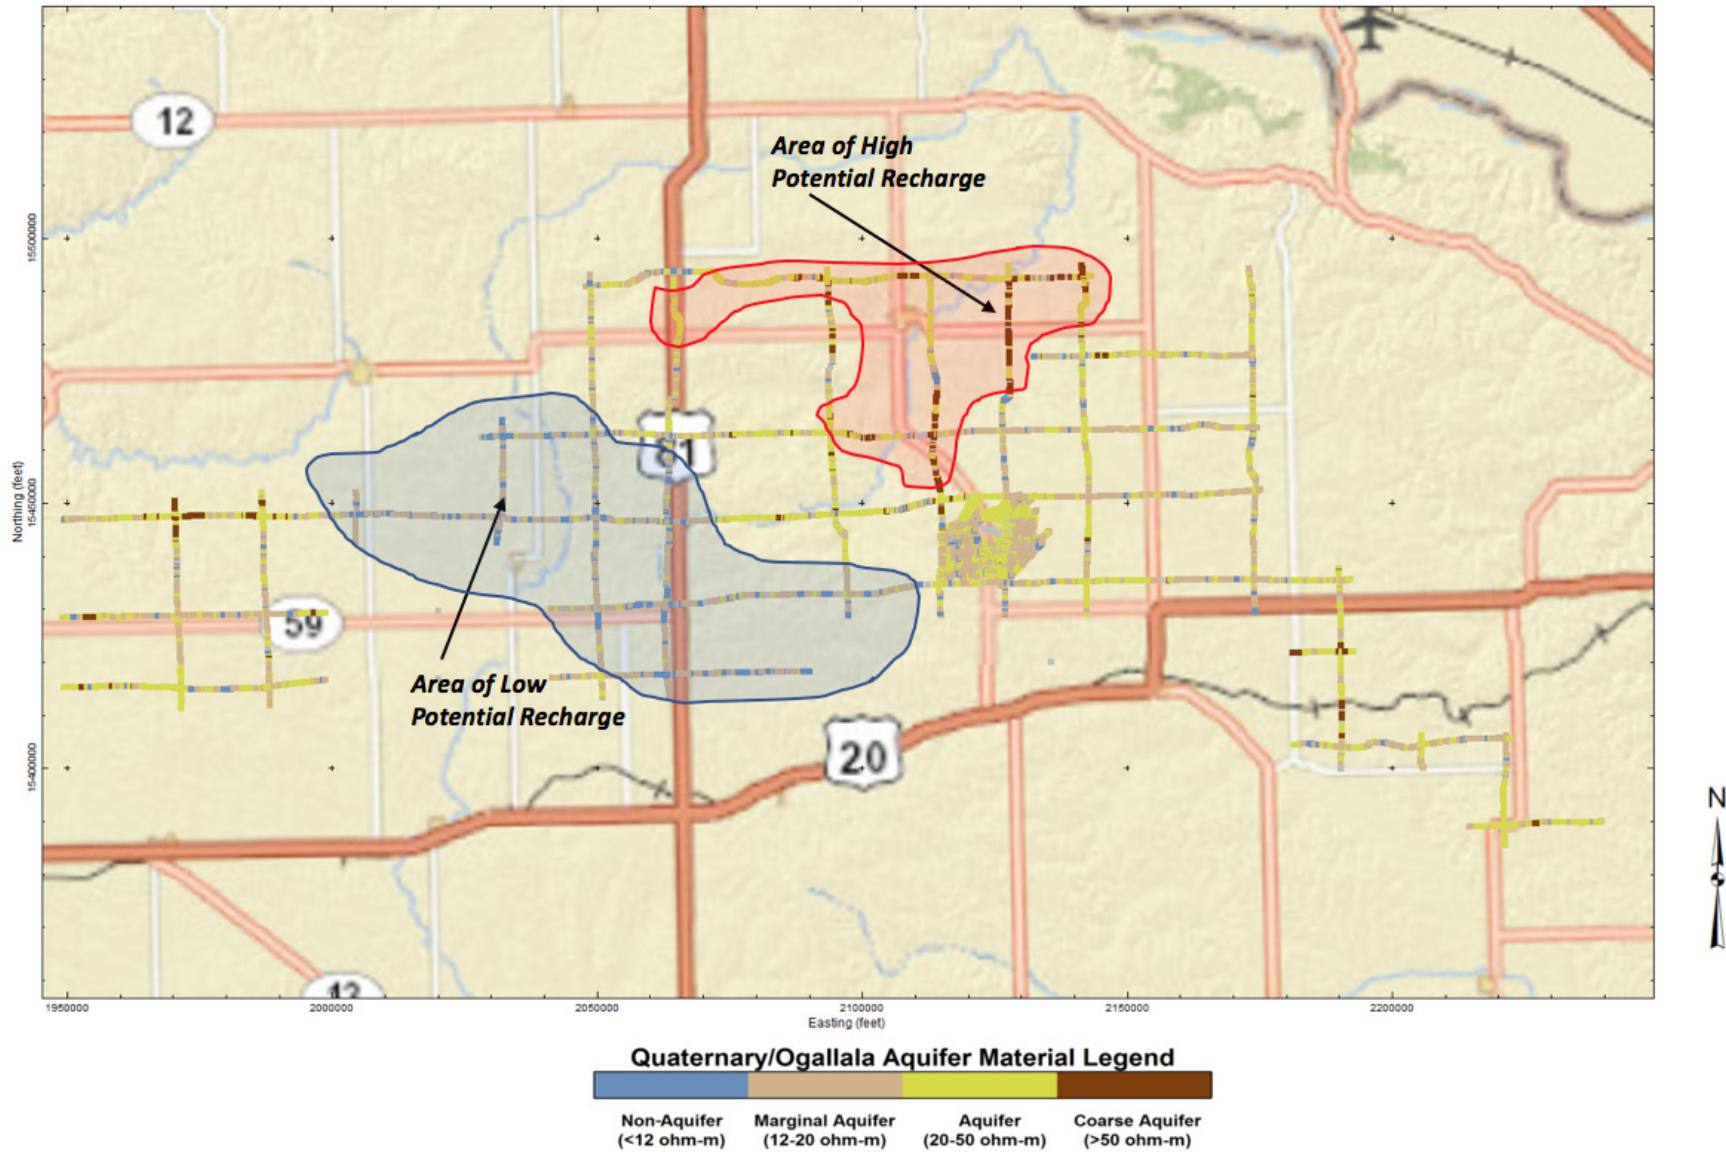 12
Area of High
Potential Recharge
81
59
Area of Low
Potential Recharge
20
15500000
15450000
15400000
Northing (feet)
1950000
2000000
2050000
2100000
2150000
2200000
Easting (feet)
N
Quaternary/Ogallala Aquifer Material Legend
Non-Aquifer
(<12 ohm-m)
Marginal Aquifer
(12-20 ohm-m)
Aquifer
(20-50 ohm-m)
Coarse Aquifer
(>50 ohm-m)